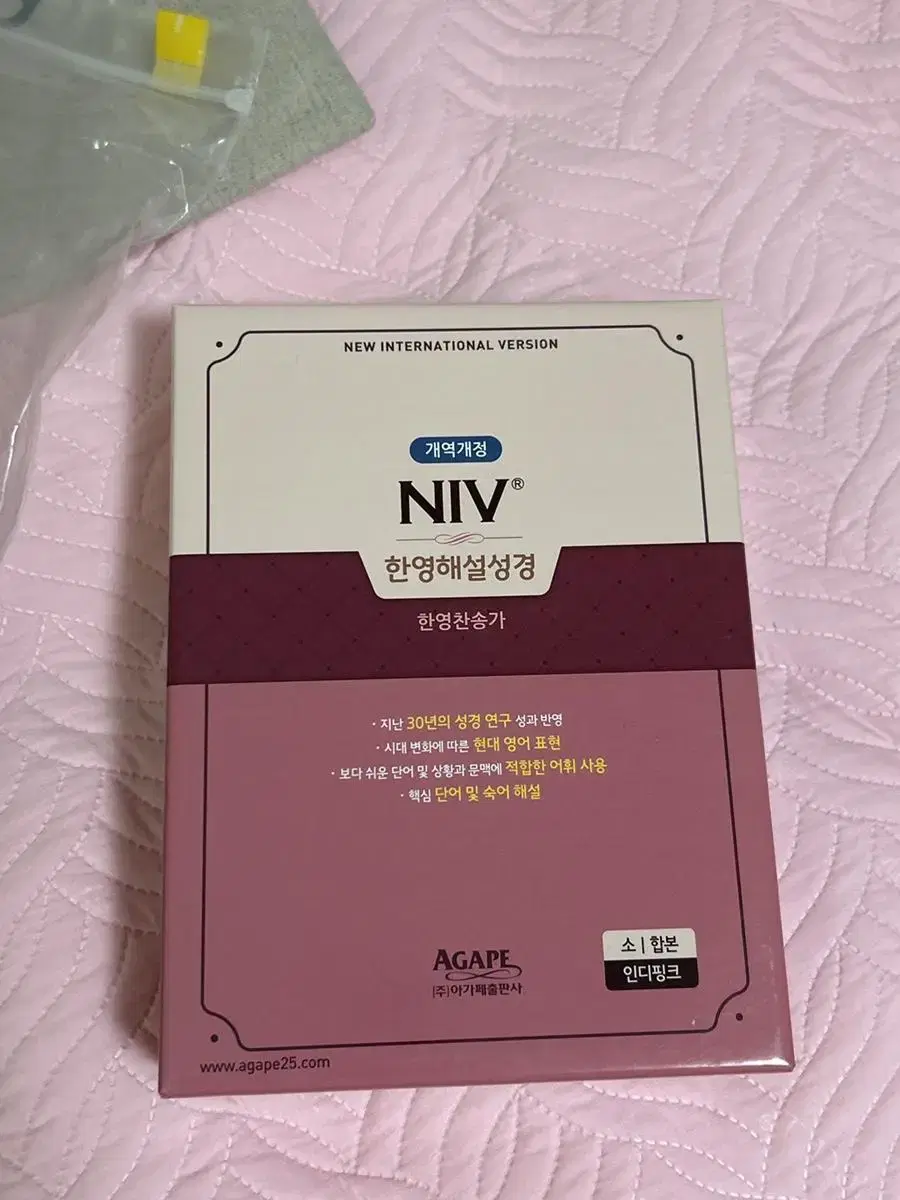 NEW INTERNATIONAL VERSION
개역개정
NIV®
한영해설성경
한영찬송가
· 지난 30년의 성경 연구 성과 반영
· 시대 변화에 따른 현대 영어 표현
· 보다 쉬운 단어 및 상황과 문맥에 적합한 어휘 사용
· 핵심 단어 및 숙어 해설
소 | 합본
인디핑크
AGAPE
(주)아가페출판사
www.agape25.com